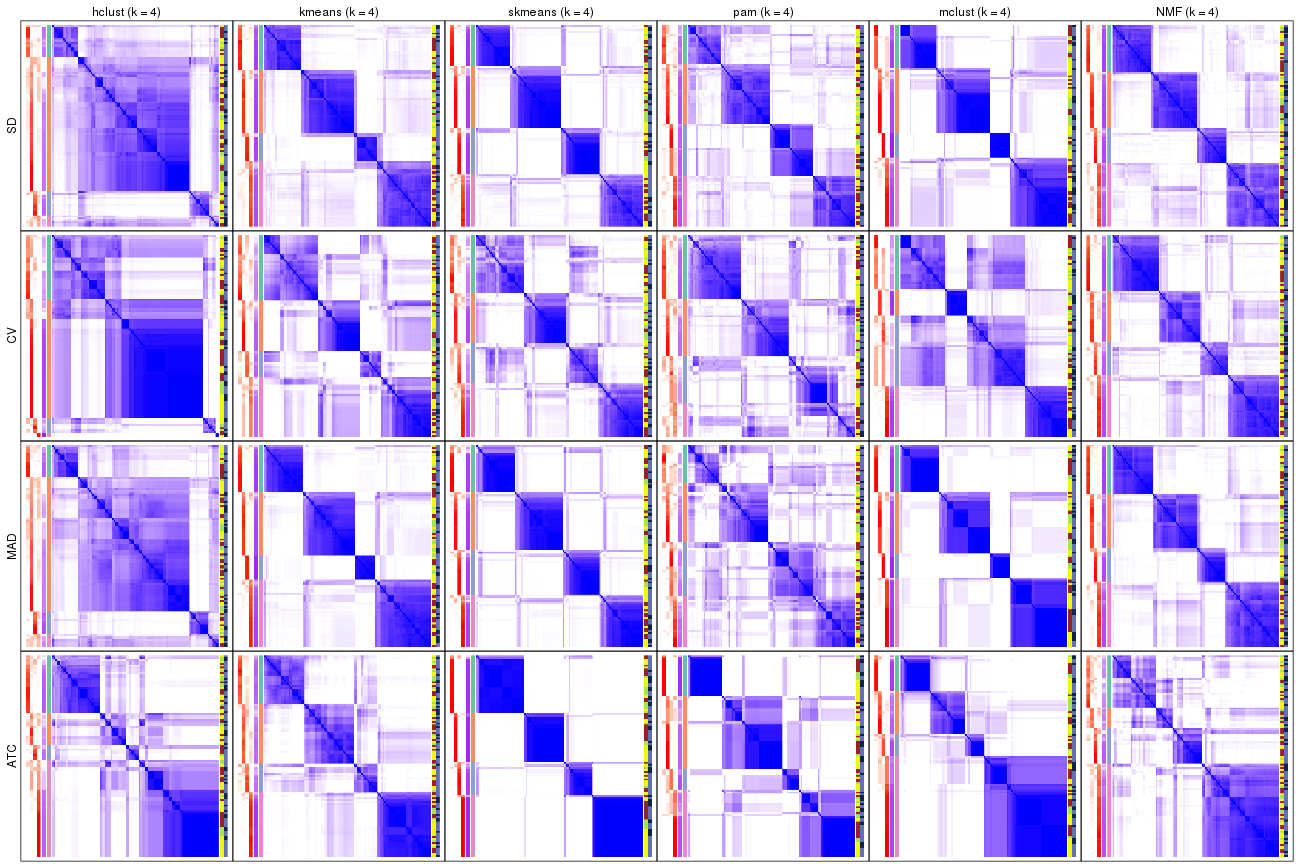 hclust (k = 4)
kmeans (k = 4)
skmeans (k = 4)
pam (k = 4)
mclust (k = 4)
NMF (k = 4)
SD
CV
MAD
ATC